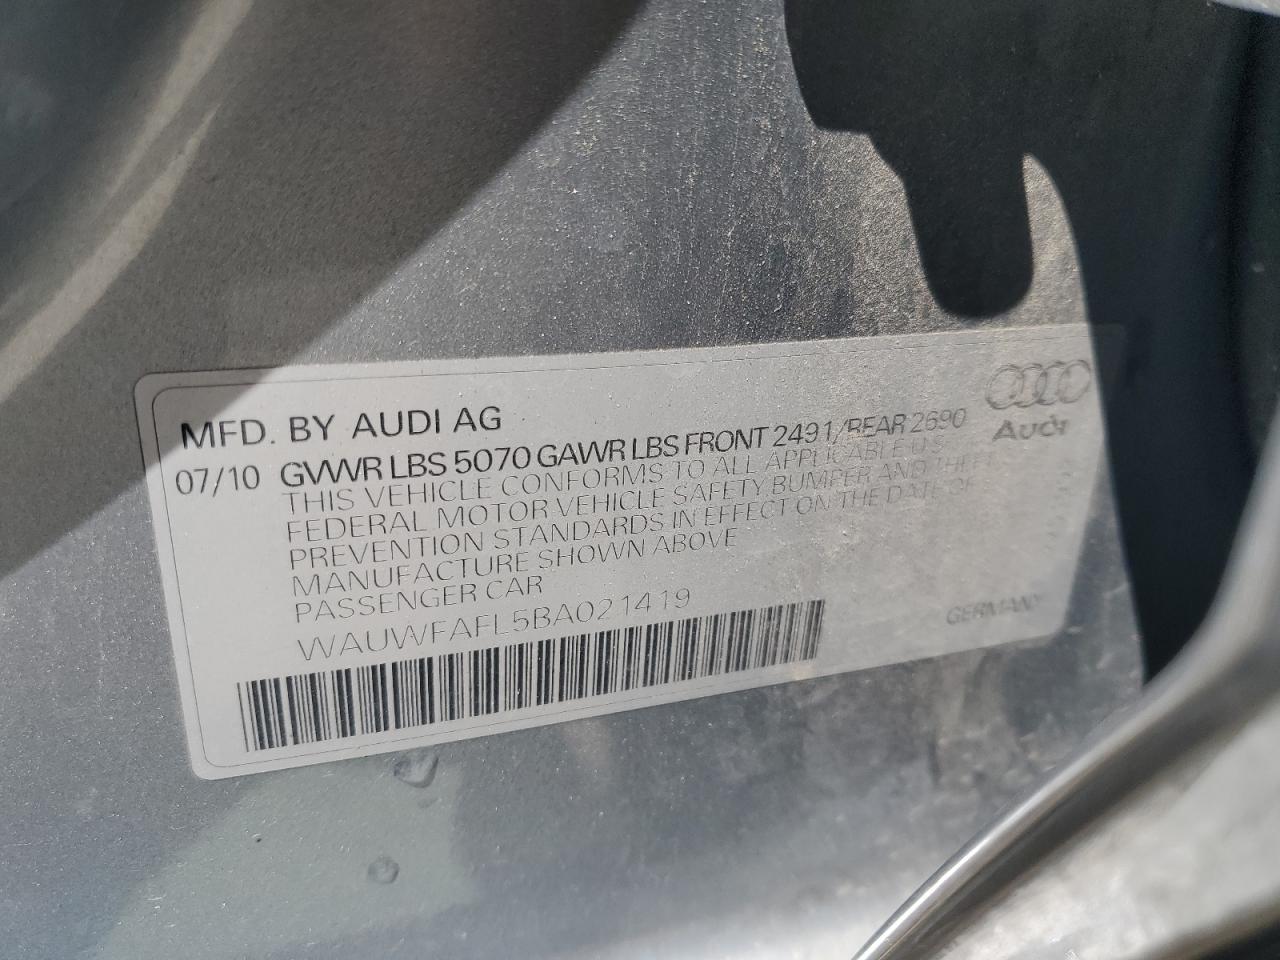 MFD. BY AUDI AG
07/10 GVWR LBS 5070 GAWR LBS FRONT 2491/REAR 2690
THIS VEHICLE CONFORMS TO ALL APPLICABLE U.S.
FEDERAL MOTOR VEHICLE SAFETY, BUMPER AND THEFT
PREVENTION STANDARDS IN EFFECT ON THE DATE OF
MANUFACTURE SHOWN ABOVE
PASSENGER CAR
WAUWFAFL5BA021419
Audi
GERMANY